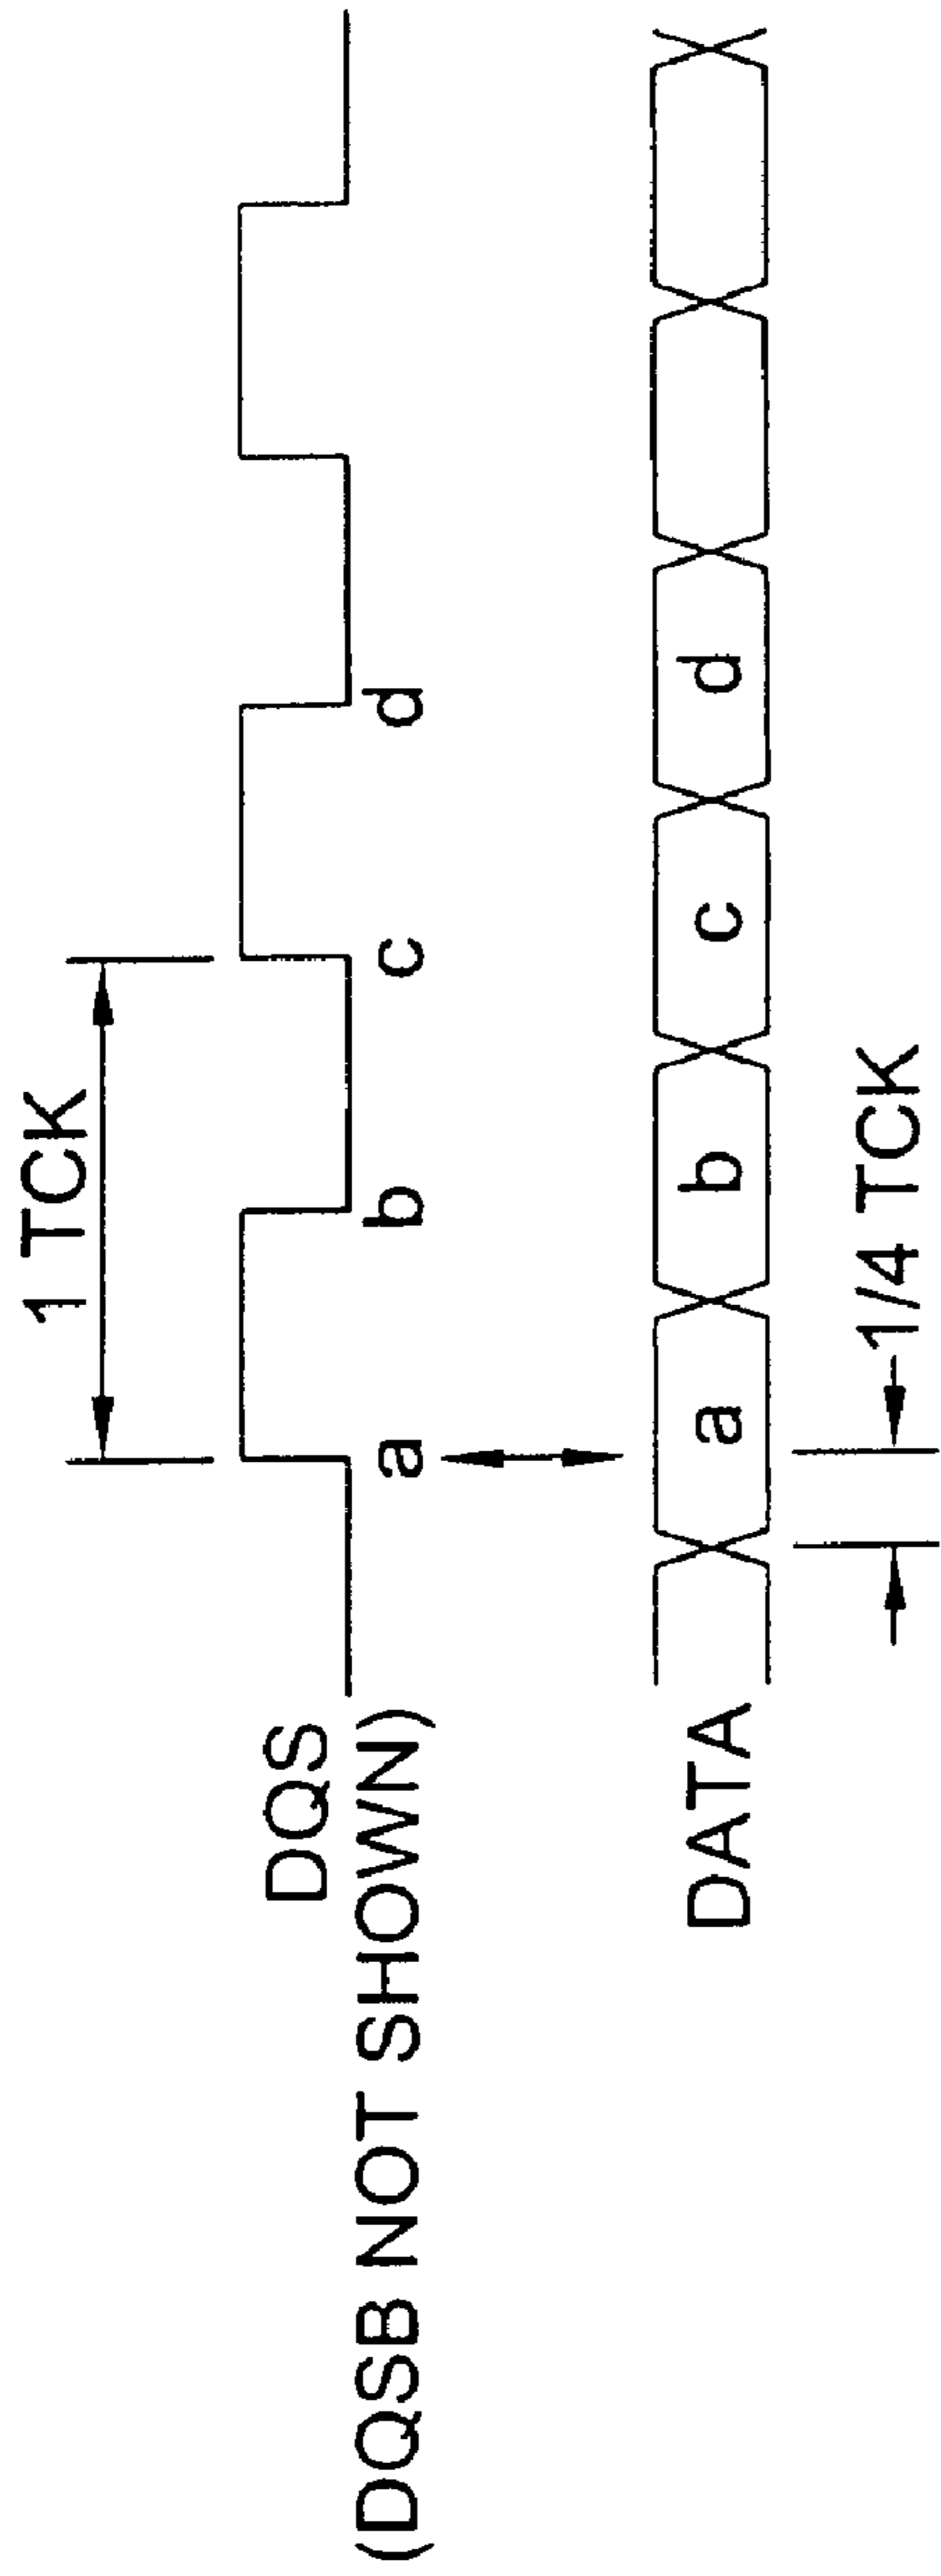 1 TCK
DQS
(DQSB NOT SHOWN)
a b c d
DATA
a b c d
1/4 TCK